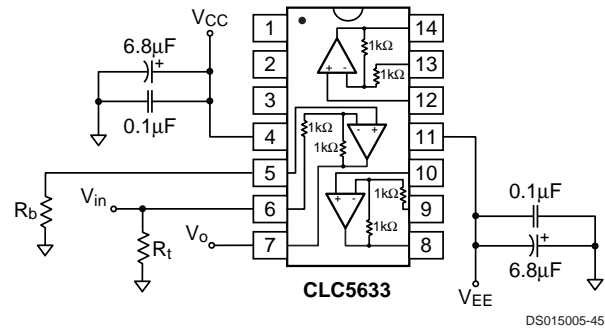 VCC
6.8μF
+
0.1μF
1
2
3
4
5
6
7
14
13
12
11
10
9
8
1kΩ
1kΩ
+ -
1kΩ
- +
1kΩ
+ -
1kΩ
1kΩ
Rb
Vin
Rt
Vo
0.1μF
+
6.8μF
VEE
CLC5633
DS015005-45